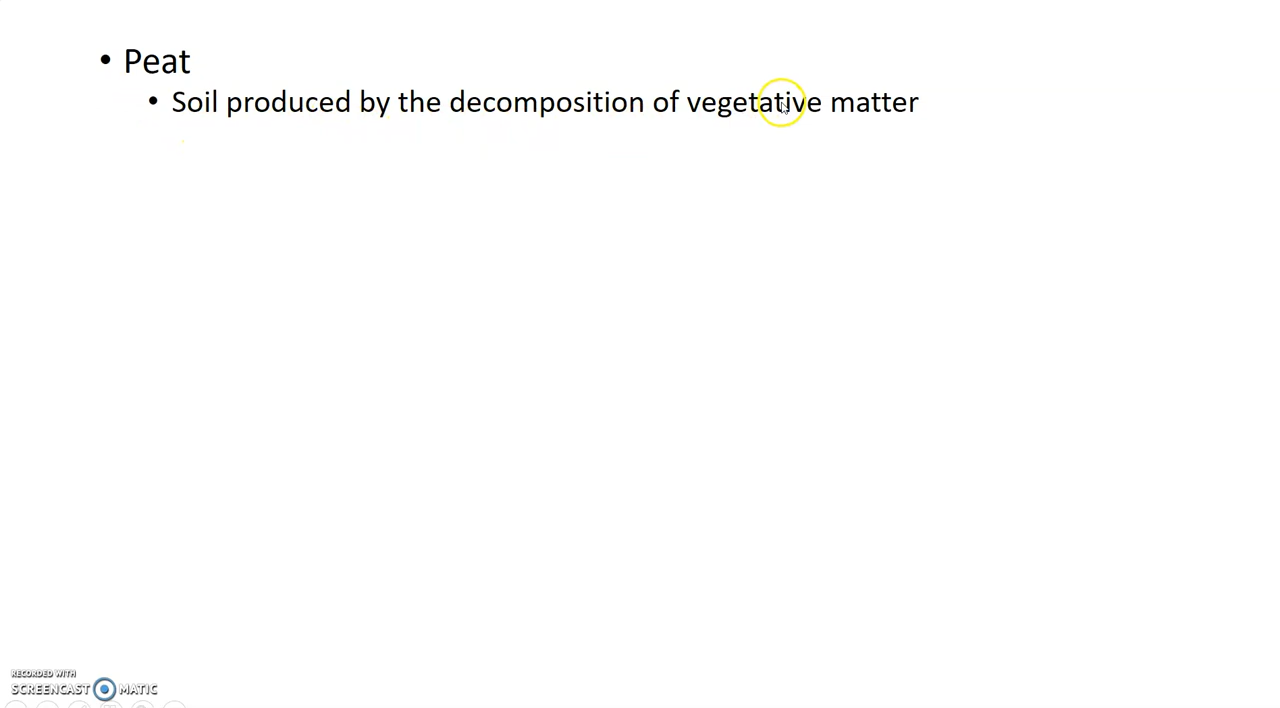 • Peat
• Soil produced by the decomposition of vegetative matter
RECORDED WITH
SCREENCAST MATIC